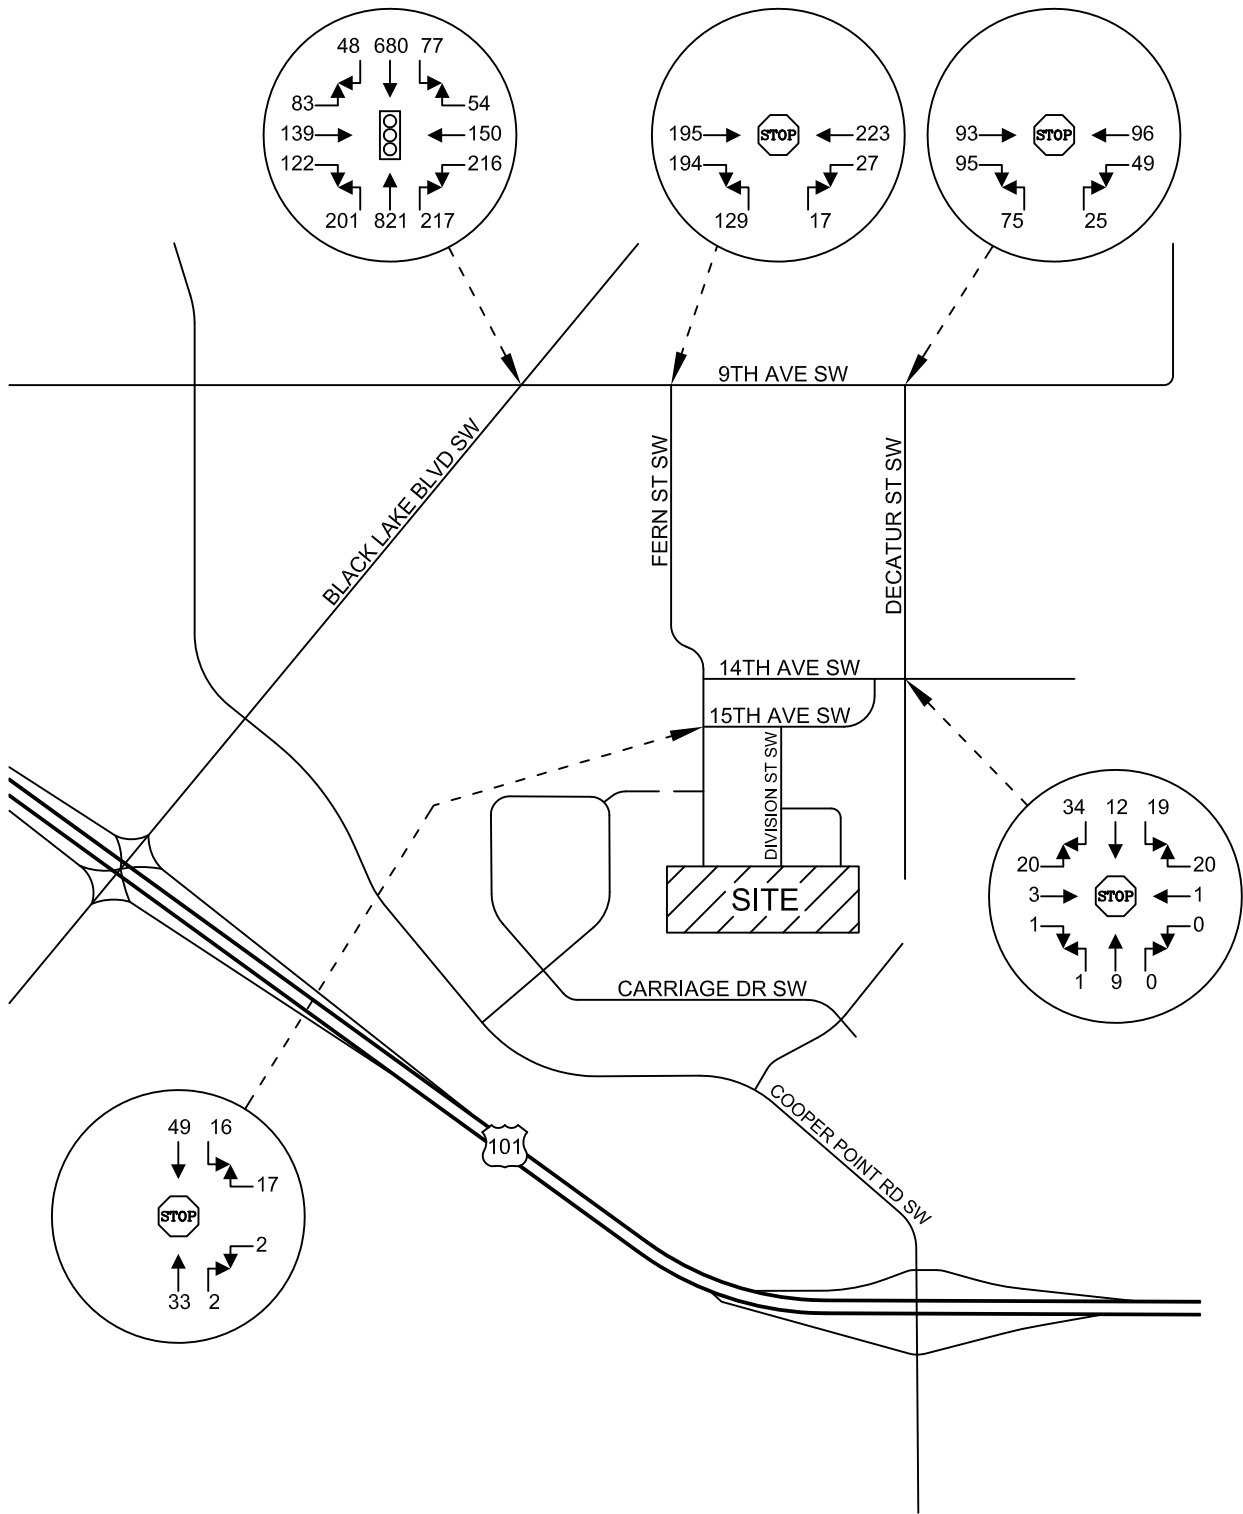 48 680 77
83 54
139 150
122 216
201 821 217
195 STOP 223
194 27
129 17
93 STOP 96
95 49
75 25
9TH AVE SW
BLACK LAKE BLVD SW
FERN ST SW
DECATUR ST SW
14TH AVE SW
15TH AVE SW
DIVISION ST SW
SITE
34 12 19
20 20
3 STOP 1
1 0
1 9 0
CARRIAGE DR SW
COOPER POINT RD SW
101
49 16
17
STOP
2
33 2